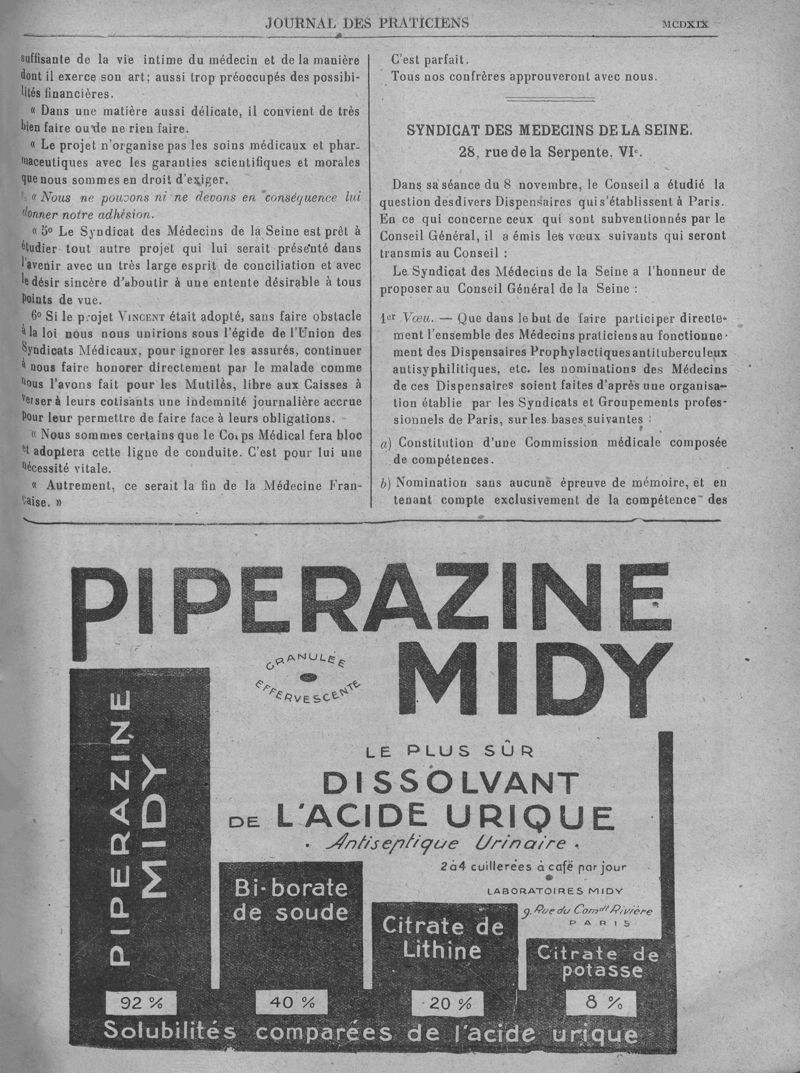 JOURNAL DES PRATICIENS
MCDXIX
suffisante de la vie intime du médecin et de la manière
dont il exerce son art; aussi trop préoccupés des possibi-
lités financières.
« Dans une matière aussi délicate, il convient de très
bien faire ou de ne rien faire.
« Le projet n'organise pas les soins médicaux et phar-
maceutiques avec les garanties scientifiques et morales
que nous sommes en droit d'exiger.
« Nous ne pouvons ni ne devons en conséquence lui
donner notre adhésion.
« 5° Le Syndicat des Médecins de la Seine est prêt à
étudier tout autre projet qui lui serait présenté dans
l'avenir avec un très large esprit de conciliation et avec
le désir sincère d'aboutir à une entente désirable à tous
points de vue.
6° Si le projet VINCENT était adopté, sans faire obstacle
à la loi nous nous unirions sous l'égide de l'Union des
Syndicats Médicaux, pour ignorer les assurés, continuer
à nous faire honorer directement par le malade comme
nous l'avons fait pour les Mutilés, libre aux Caisses à
verser à leurs cotisants une indemnité journalière accrue
pour leur permettre de faire face à leurs obligations.
« Nous sommes certains que le Corps Médical fera bloc
et adoptera cette ligne de conduite. C'est pour lui une
nécessité vitale.
« Autrement, ce serait la fin de la Médecine Fran-
çaise. »
C'est parfait.
Tous nos confrères approuveront avec nous.
SYNDICAT DES MEDECINS DE LA SEINE.
28, rue de la Serpente, VIe.
Dans sa séance du 8 novembre, le Conseil a étudié la
question des divers Dispensaires qui s'établissent à Paris.
En ce qui concerne ceux qui sont subventionnés par le
Conseil Général, il a émis les vœux suivants qui seront
transmis au Conseil :
Le Syndicat des Médecins de la Seine a l'honneur de
proposer au Conseil Général de la Seine :
1er Vœu. — Que dans le but de faire participer directe-
ment l'ensemble des Médecins praticiens au fonctionne-
ment des Dispensaires Prophylactiques antituberculeux
antisyphilitiques, etc. les nominations des Médecins
de ces Dispensaires soient faites d'après une organisa-
tion établie par les Syndicats et Groupements profes-
sionnels de Paris, sur les bases suivantes :
a) Constitution d'une Commission médicale composée
de compétences.
b) Nomination sans aucune épreuve de mémoire, et en
tenant compte exclusivement de la compétence des
PIPERAZINE
MIDY
GRANULÉE
EFFERVESCENTE
PIPERAZINE
MIDY
LE PLUS SÛR
DISSOLVANT
DE L'ACIDE URIQUE
. Antiseptique Urinaire .
2 à 4 cuillerées à café par jour
LABORATOIRES MIDY
9. Rue du Comdt Rivière
PARIS
Bi-borate
de soude
Citrate de
Lithine
Citrate de
potasse
92 %
40 %
20 %
8 %
Solubilités comparées de l'acide urique